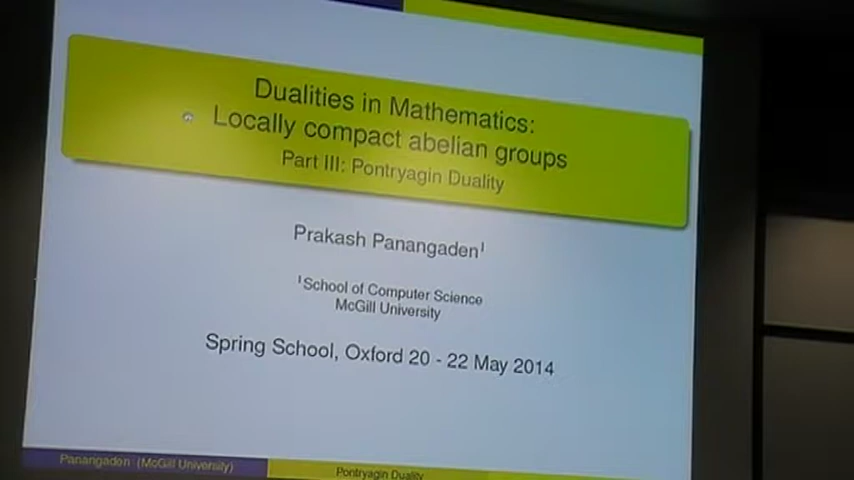 Dualities in Mathematics:
Locally compact abelian groups
Part III: Pontryagin Duality
Prakash Panangaden¹
¹School of Computer Science
McGill University
Spring School, Oxford 20 - 22 May 2014
Panangaden (McGill University)
Pontryagin Duality